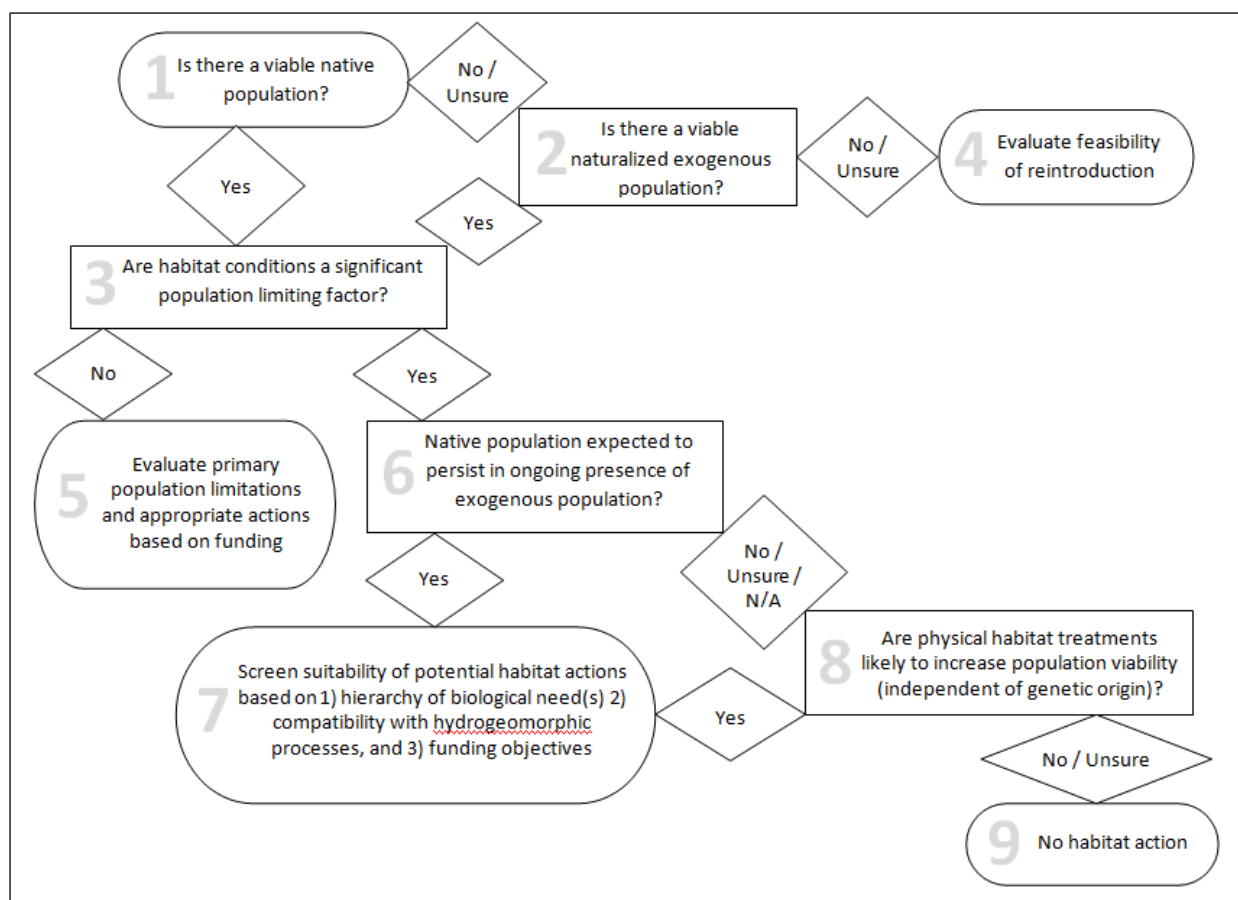 1
Is there a viable native
population?
No /
Unsure
2
Is there a viable
naturalized exogenous
population?
No /
Unsure
4
Evaluate feasibility
of reintroduction
Yes
Yes
3
Are habitat conditions a significant
population limiting factor?
No
Yes
5
Evaluate primary
population limitations
and appropriate actions
based on funding
6
Native population expected to
persist in ongoing presence of
exogenous population?
Yes
No /
Unsure /
N/A
7
Screen suitability of potential habitat actions
based on 1) hierarchy of biological need(s) 2)
compatibility with hydrogeomorphic
processes, and 3) funding objectives
Yes
8
Are physical habitat treatments
likely to increase population viability
(independent of genetic origin)?
No / Unsure
9
No habitat action